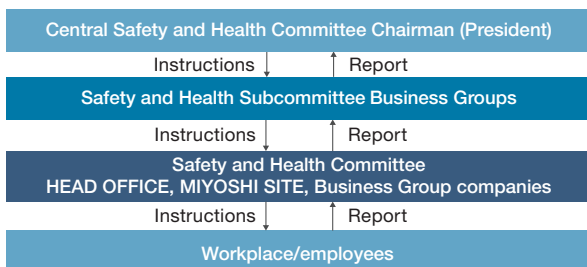 Central Safety and Health Committee Chairman (President)
Instructions Report
Safety and Health Subcommittee Business Groups
Instructions Report
Safety and Health Committee
HEAD OFFICE, MIYOSHI SITE, Business Group companies
Instructions Report
Workplace/employees